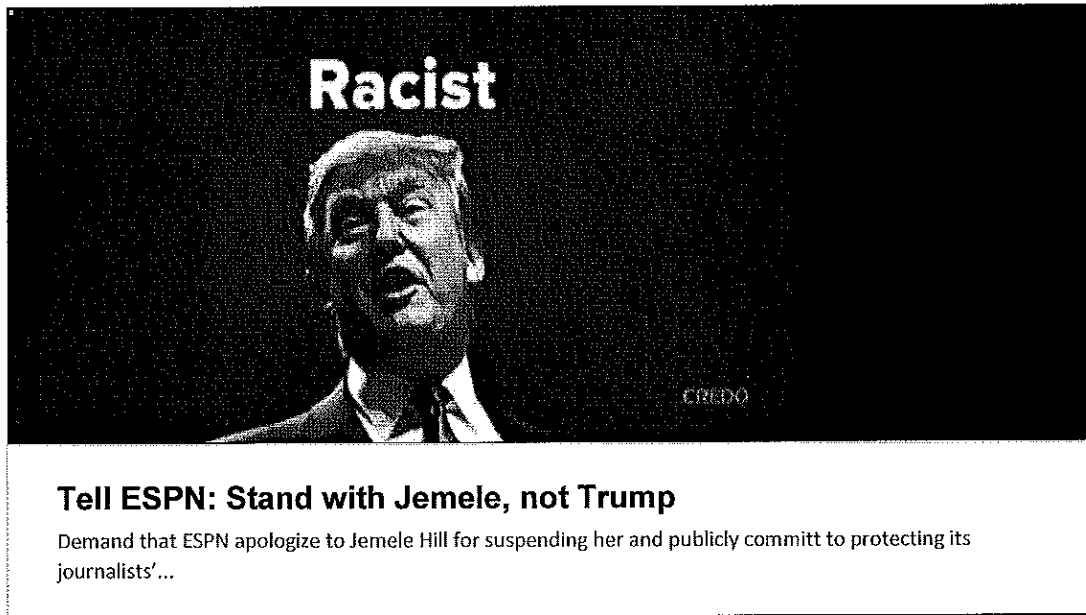 Racist
CREDO
Tell ESPN: Stand with Jemele, not Trump
Demand that ESPN apologize to Jemele Hill for suspending her and publicly committ to protecting its
journalists'...